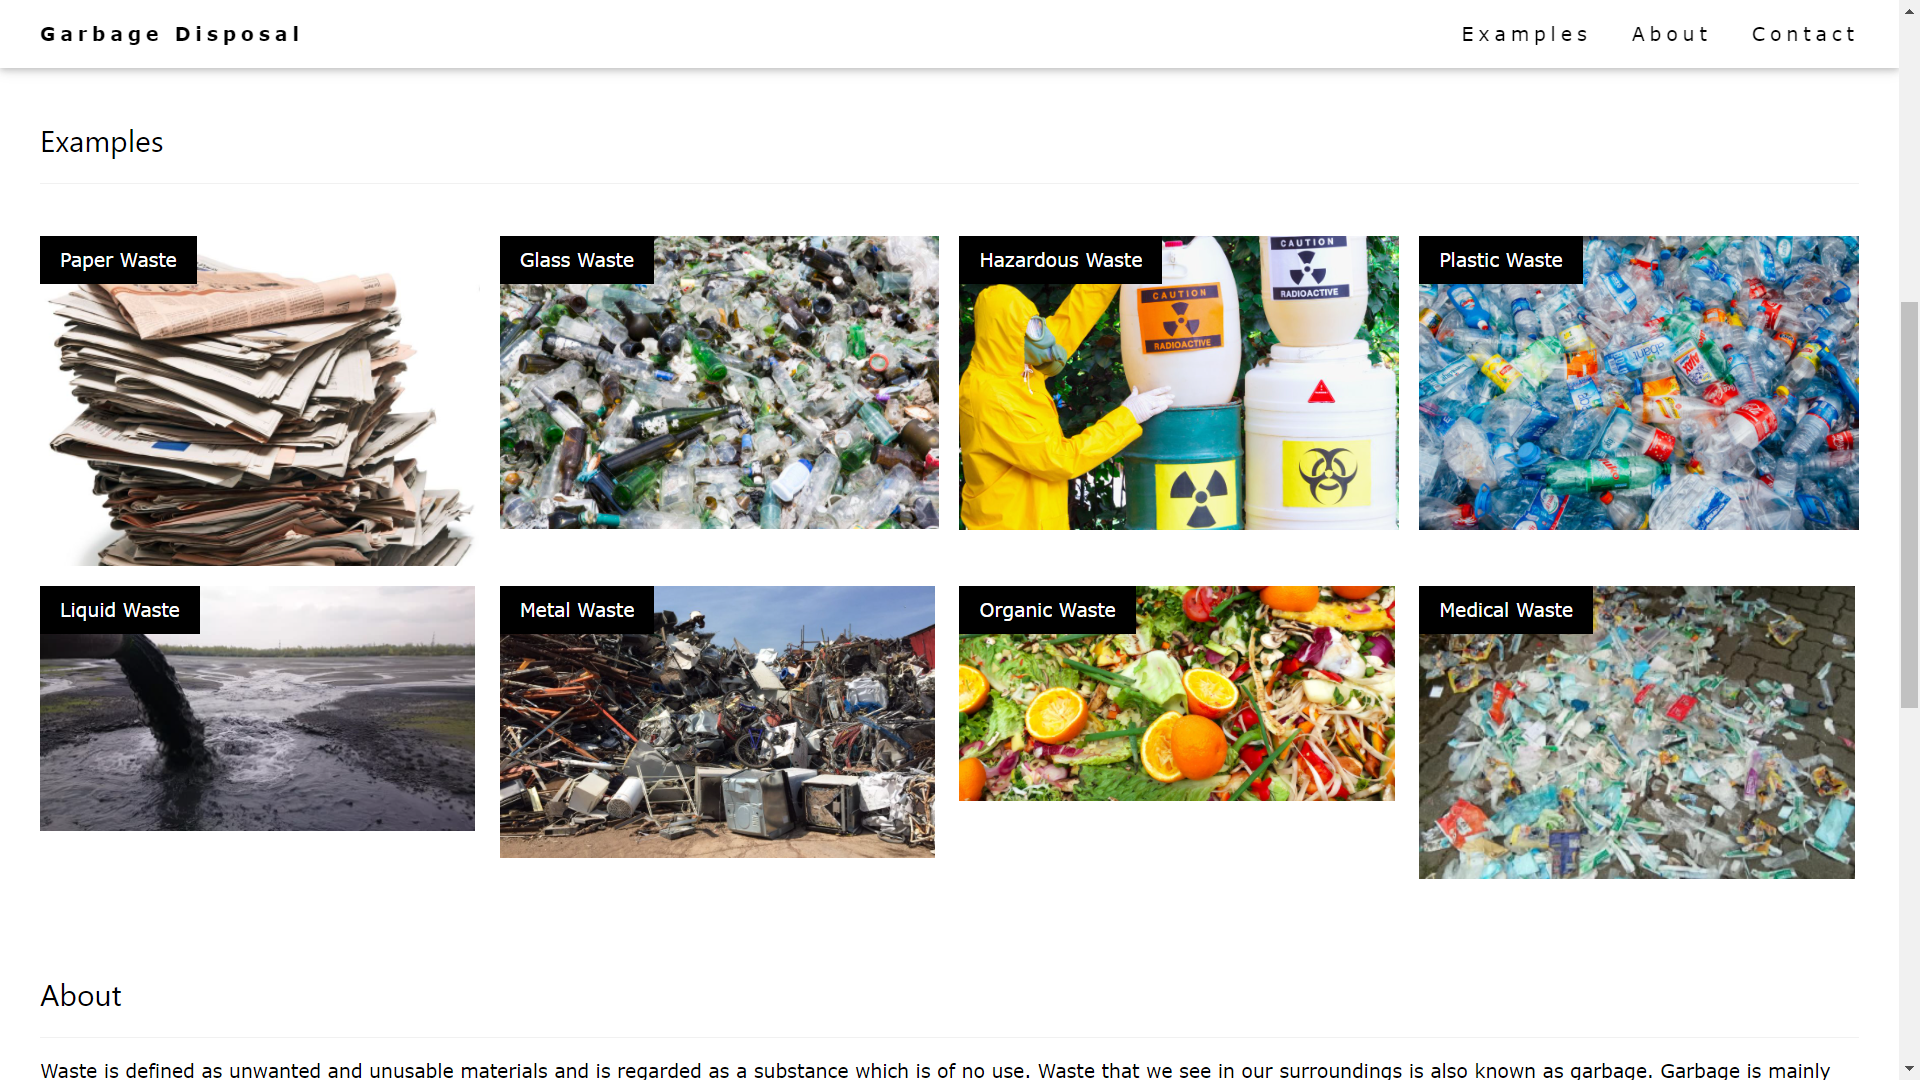 Garbage Disposal
Examples About Contact
Examples
Paper Waste
Glass Waste
Hazardous Waste
CAUTION
RADIOACTIVE
CAUTION
RADIOACTIVE
Plastic Waste
Liquid Waste
Metal Waste
Organic Waste
Medical Waste
About
Waste is defined as unwanted and unusable materials and is regarded as a substance which is of no use. Waste that we see in our surroundings is also known as garbage. Garbage is mainly